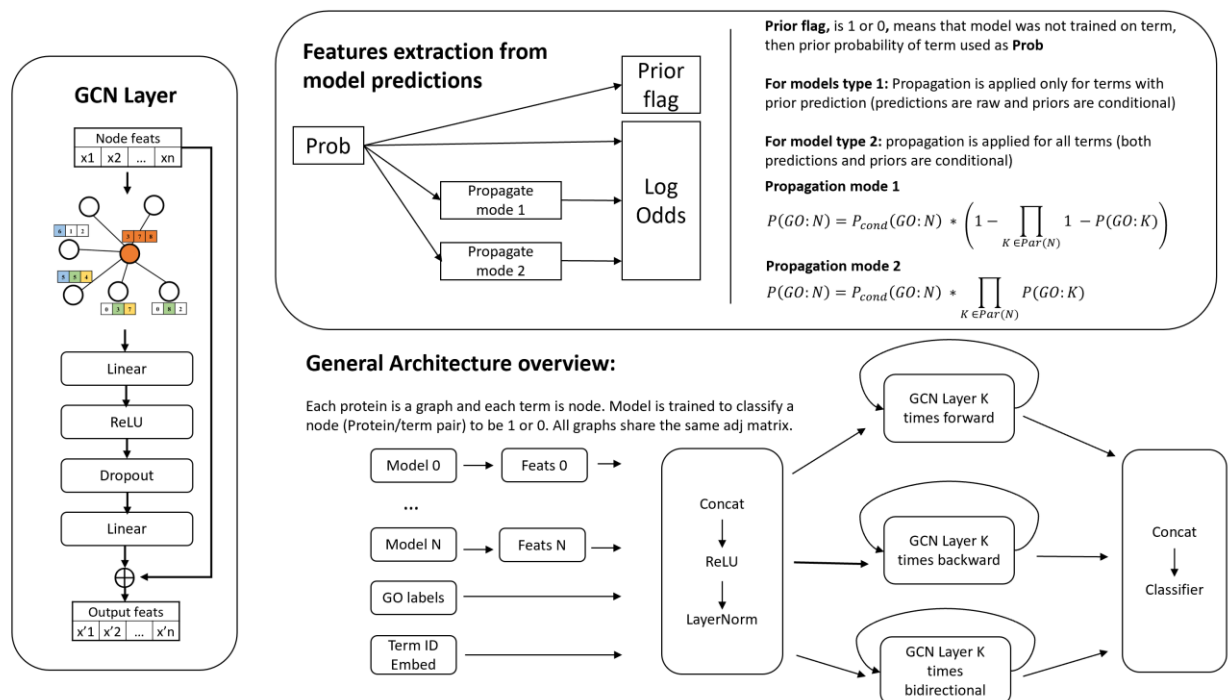 GCN Layer
Node feats
x1 x2 ... xn
6 1 2
3 7 8
5 5 4
0 3 7
0 8 2
Linear
ReLU
Dropout
Linear
Output feats
x'1 x'2 ... x'n
Features extraction from
model predictions
Prob
Prior
flag
Propagate
mode 1
Propagate
mode 2
Log
Odds
Prior flag, is 1 or 0, means that model was not trained on term,
then prior probability of term used as Prob
For models type 1: Propagation is applied only for terms with
prior prediction (predictions are raw and priors are conditional)
For model type 2: propagation is applied for all terms (both
predictions and priors are conditional)
Propagation mode 1
P(GO:N) = P_cond(GO:N) * (1 − ∏_{K∈Par(N)} 1 − P(GO:K))
Propagation mode 2
P(GO:N) = P_cond(GO:N) * ∏_{K∈Par(N)} P(GO:K)
General Architecture overview:
Each protein is a graph and each term is node. Model is trained to classify a
node (Protein/term pair) to be 1 or 0. All graphs share the same adj matrix.
Model 0
Feats 0
...
Model N
Feats N
GO labels
Term ID
Embed
Concat
ReLU
LayerNorm
GCN Layer K
times forward
GCN Layer K
times backward
GCN Layer K
times
bidirectional
Concat
Classifier